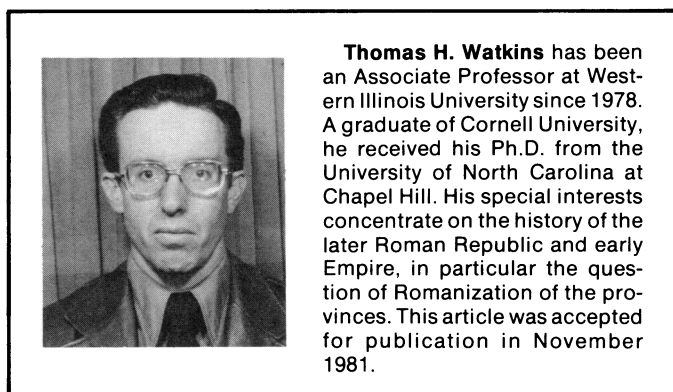 Thomas H. Watkins has been
an Associate Professor at West-
ern Illinois University since 1978.
A graduate of Cornell University,
he received his Ph.D. from the
University of North Carolina at
Chapel Hill. His special interests
concentrate on the history of the
later Roman Republic and early
Empire, in particular the ques-
tion of Romanization of the pro-
vinces. This article was accepted
for publication in November
1981.